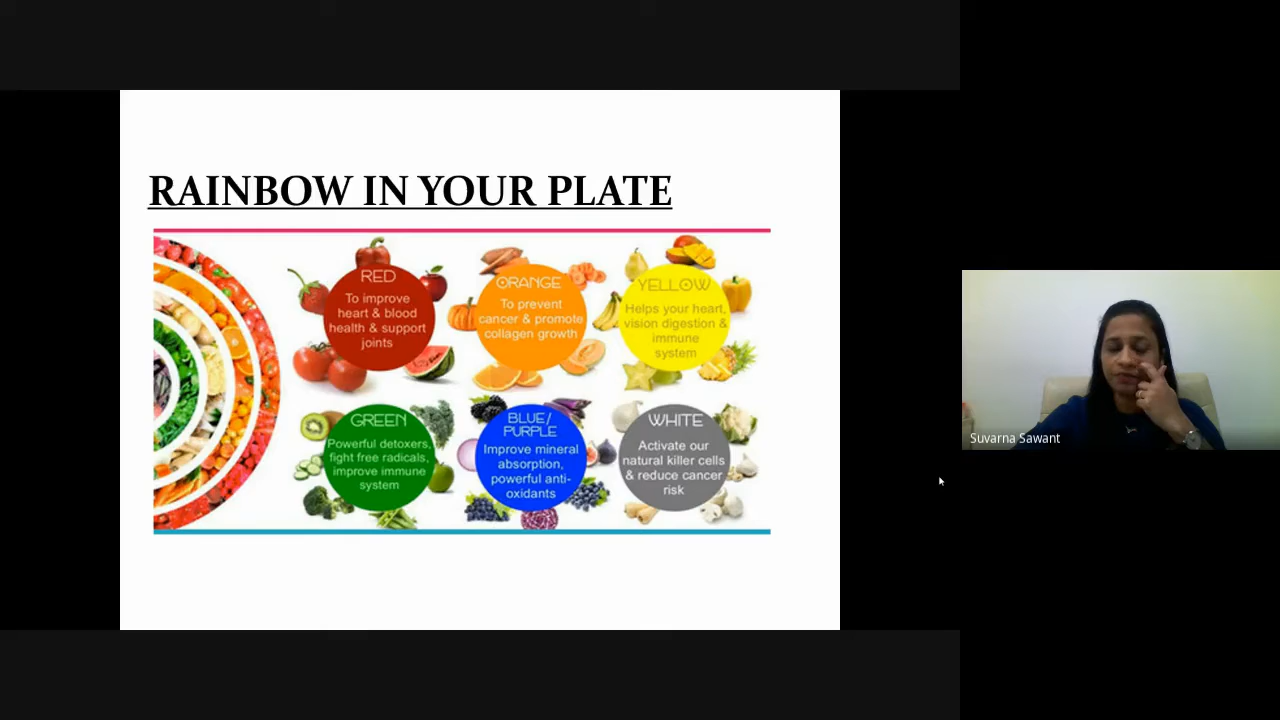 RAINBOW IN YOUR PLATE
RED
To improve
heart & blood
health & support
joints
ORANGE
To prevent
cancer & promote
collagen growth
YELLOW
Helps your heart,
vision digestion &
immune
system
GREEN
Powerful detoxers,
fight free radicals,
improve immune
system
BLUE/
PURPLE
Improve mineral
absorption,
powerful anti-
oxidants
WHITE
Activate our
natural killer cells
& reduce cancer
risk
Suvarna Sawant